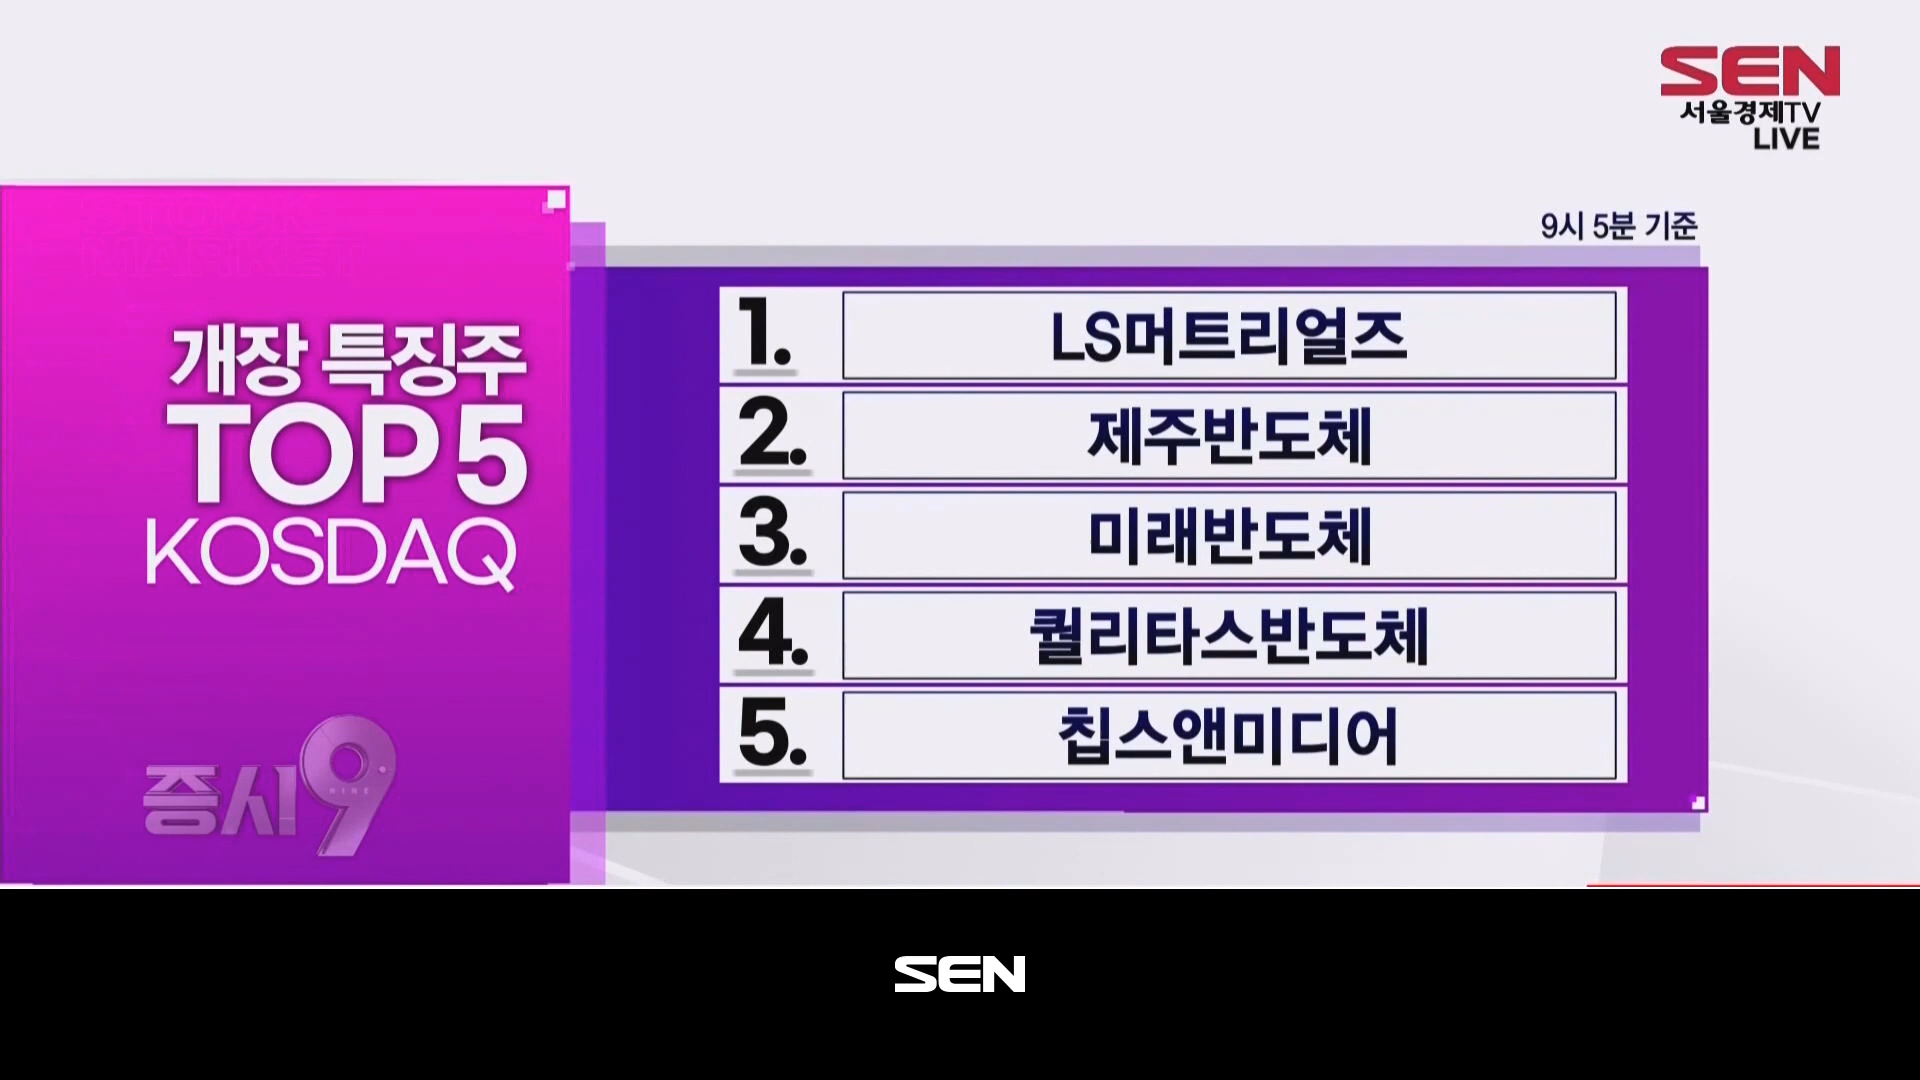 SEN
서울경제TV
LIVE
9시 5분 기준
STOCK
MARKET
개장 특징주
TOP 5
KOSDAQ
1. LS머트리얼즈
2. 제주반도체
3. 미래반도체
4. 퀄리타스반도체
5. 칩스앤미디어
증시9
NINE
SEN